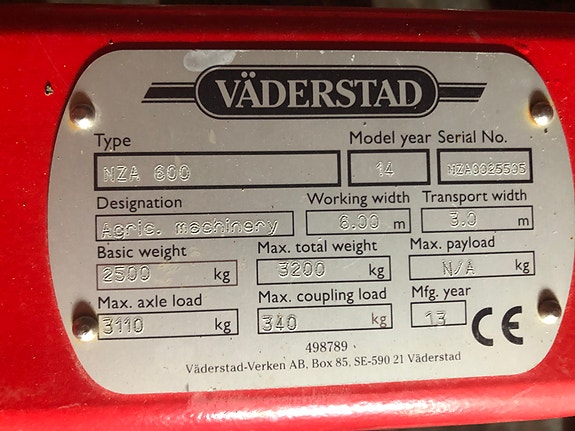 VÄDERSTAD
Type Model year Serial No.
NZA 600 14 NZA0025505
Designation Working width Transport width
Agric. machinery 6.00 m 3.0 m
Basic weight Max. total weight Max. payload
2500 kg 3200 kg N/A kg
Max. axle load Max. coupling load Mfg. year
3110 kg 340 kg 13 CE
498789
Väderstad-Verken AB, Box 85, SE-590 21 Väderstad